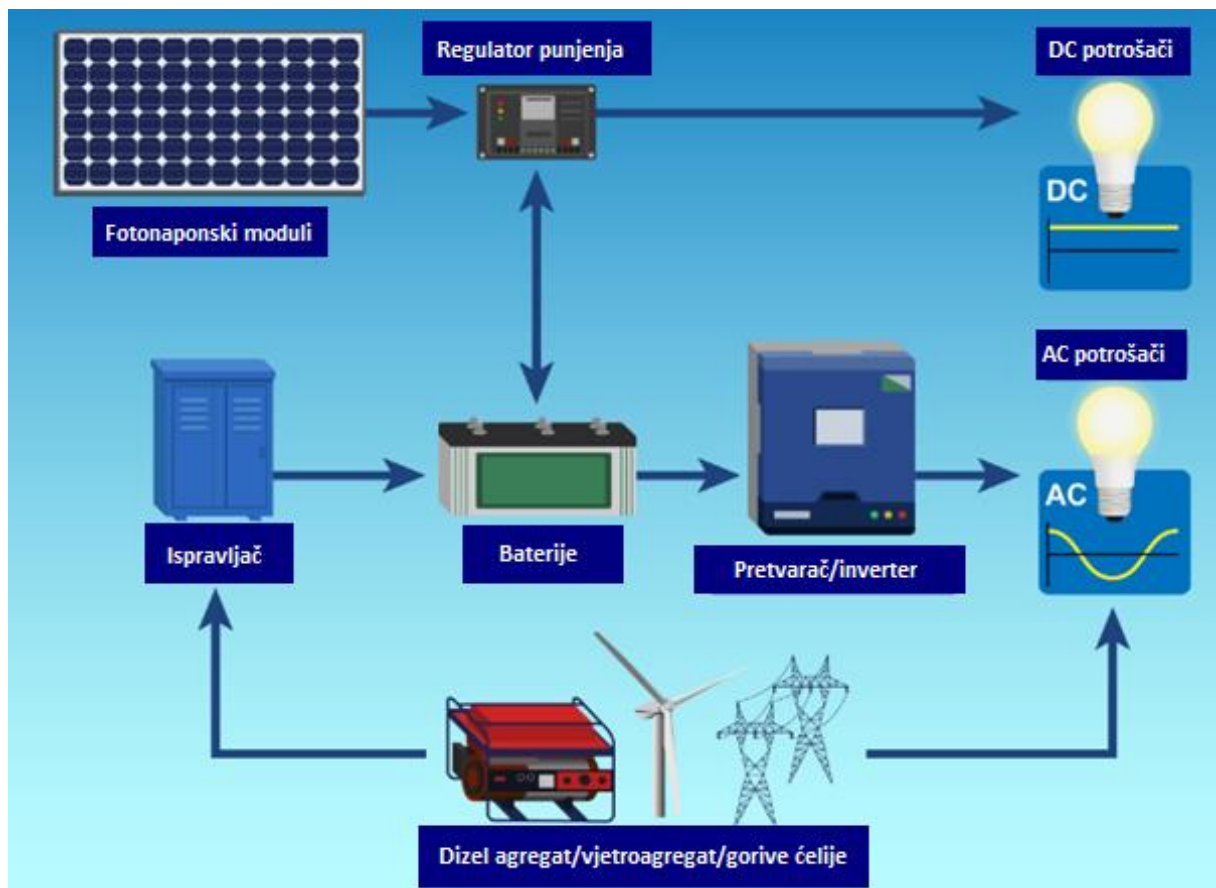 Regulator punjenja
DC potrošači
Fotonaponski moduli
DC
AC potrošači
Ispravljač
Baterije
Pretvarač/inverter
AC
Dizel agregat/vjetroagregat/gorive ćelije